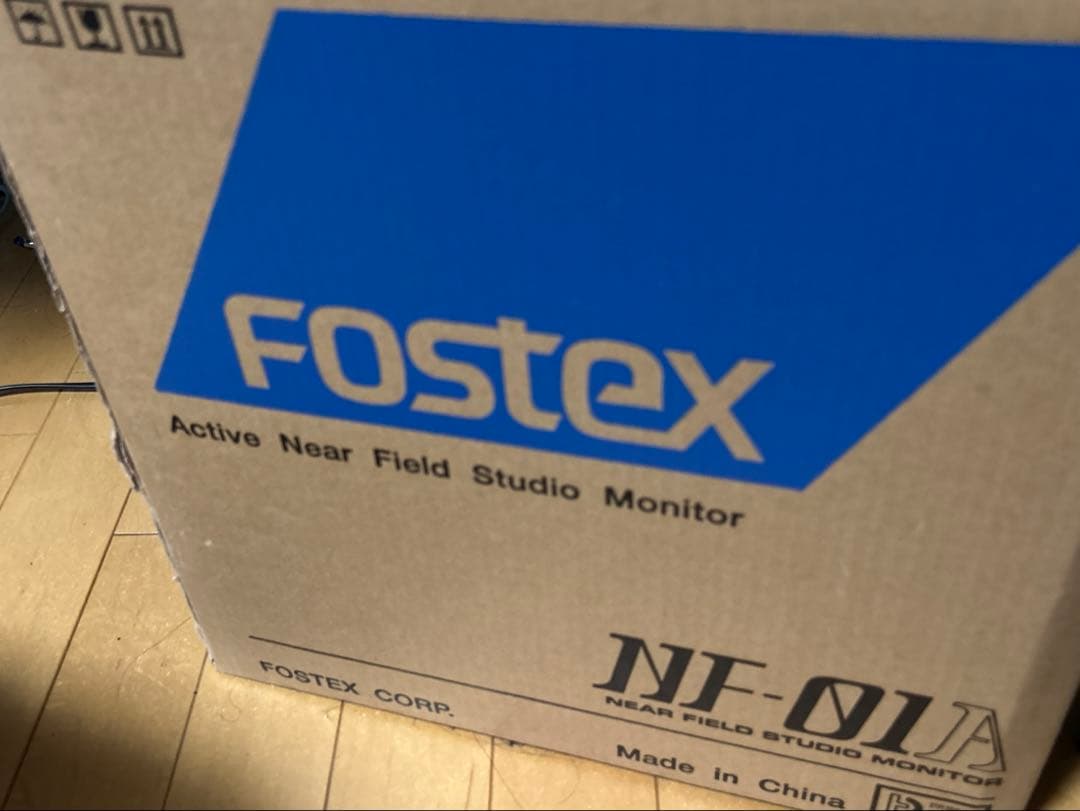 Fostex
Active Near Field Studio Monitor
NF-01A
NEAR FIELD STUDIO MONITOR
FOSTEX CORP.
Made in China